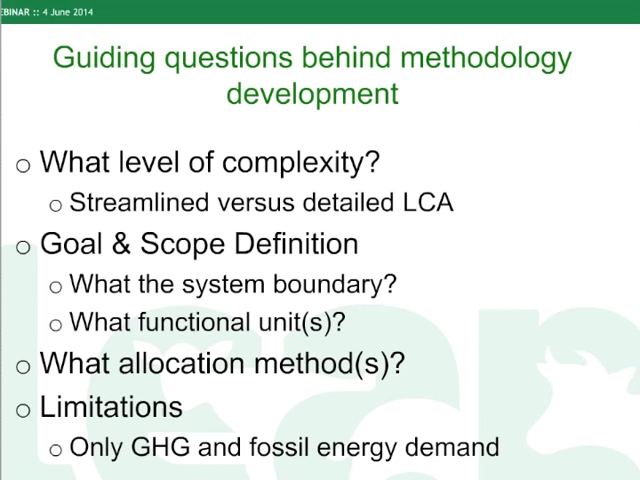 EBINAR :: 4 June 2014
Guiding questions behind methodology
development
o What level of complexity?
o Streamlined versus detailed LCA
o Goal & Scope Definition
o What the system boundary?
o What functional unit(s)?
o What allocation method(s)?
o Limitations
o Only GHG and fossil energy demand